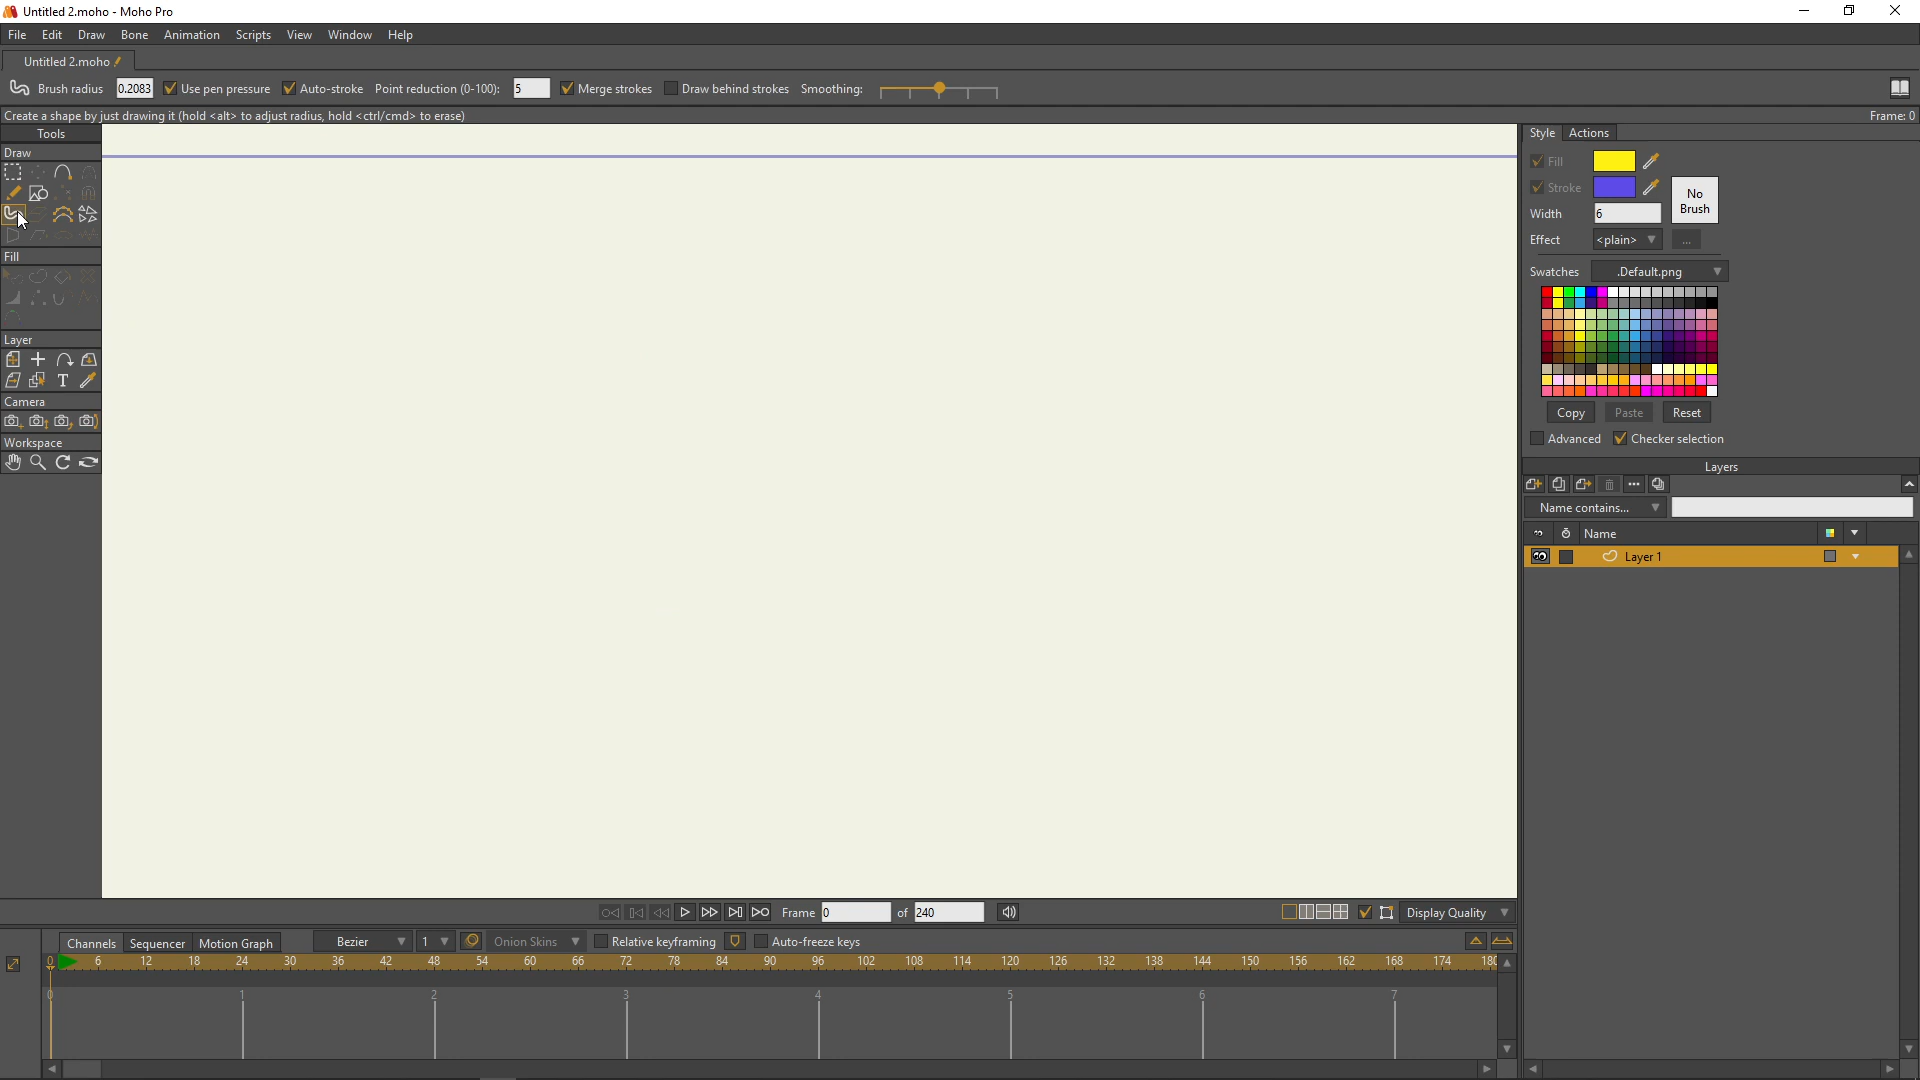 Untitled 2.moho - Moho Pro
File Edit Draw Bone Animation Scripts View Window Help
Untitled 2.moho
Brush radius 0.2083 Use pen pressure Auto-stroke Point reduction (0-100): 5 Merge strokes Draw behind strokes Smoothing:
Create a shape by just drawing it (hold <alt> to adjust radius, hold <ctrl/cmd> to erase) Frame: 0
Tools
Draw
Fill
Layer
T
Camera
Workspace
Style Actions
Fill
Stroke
No
Brush
Width 6
Effect <plain> ...
Swatches .Default.png
Copy Paste Reset
Advanced Checker selection
Layers
Name contains...
Name
Layer 1
Frame 0 of 240 Display Quality
Channels Sequencer Motion Graph Bezier 1 Onion Skins Relative keyframing Auto-freeze keys
0 6 12 18 24 30 36 42 48 54 60 66 72 78 84 90 96 102 108 114 120 126 132 138 144 150 156 162 168 174 180
0 1 2 3 4 5 6 7